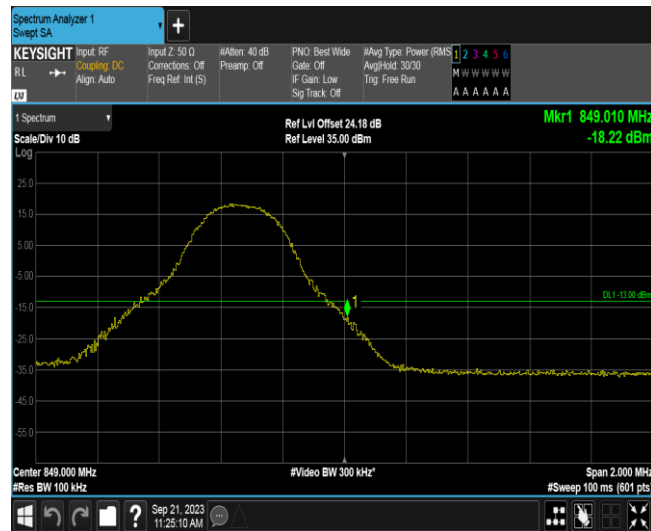 Spectrum Analyzer 1
Swept SA
+
KEYSIGHT
RL
LXI
Input: RF
Coupling: DC
Align: Auto
Input Z: 50 Ω
Corrections: Off
Freq Ref: Int (S)
#Atten: 40 dB
Preamp: Off
PNO: Best Wide
Gate: Off
IF Gain: Low
Sig Track: Off
#Avg Type: Power (RMS
Avg|Hold: 30/30
Trig: Free Run
1 2 3 4 5 6
M W W W W W
A A A A A A
1 Spectrum
Scale/Div 10 dB
Log
Ref Lvl Offset 24.18 dB
Ref Level 35.00 dBm
Mkr1 849.010 MHz
-18.22 dBm
25.0
15.0
5.00
-5.00
-15.0
-25.0
-35.0
-45.0
-55.0
DL1 -13.00 dBm
1
Center 849.000 MHz
#Res BW 100 kHz
#Video BW 300 kHz*
Span 2.000 MHz
#Sweep 100 ms (601 pts)
?
Sep 21, 2023
11:25:10 AM